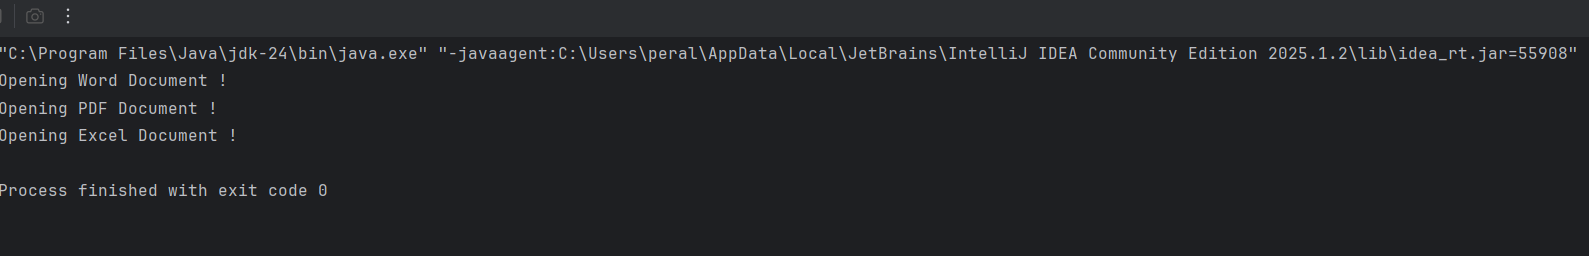 "C:\Program Files\Java\jdk-24\bin\java.exe" "-javaagent:C:\Users\peral\AppData\Local\JetBrains\IntelliJ IDEA Community Edition 2025.1.2\lib\idea_rt.jar=55908"
Opening Word Document !
Opening PDF Document !
Opening Excel Document !
Process finished with exit code 0